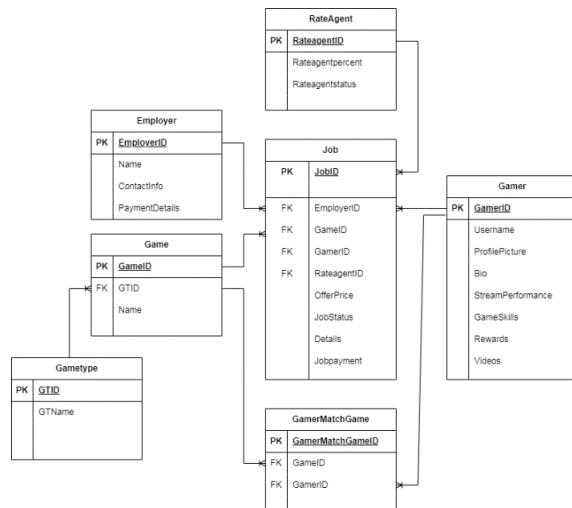 RateAgent
PK RateagentID
Rateagentpercent
Rateagentstatus
Employer
PK EmployerID
Name
ContactInfo
PaymentDetails
Job
PK JobID
FK EmployerID
FK GameID
FK GamerID
FK RateagentID
OfferPrice
JobStatus
Details
Jobpayment
Gamer
PK GamerID
Username
ProfilePicture
Bio
StreamPerformance
GameSkills
Rewards
Videos
Game
PK GameID
FK GTID
Name
Gametype
PK GTID
GTName
GamerMatchGame
PK GamerMatchGameID
FK GameID
FK GamerID